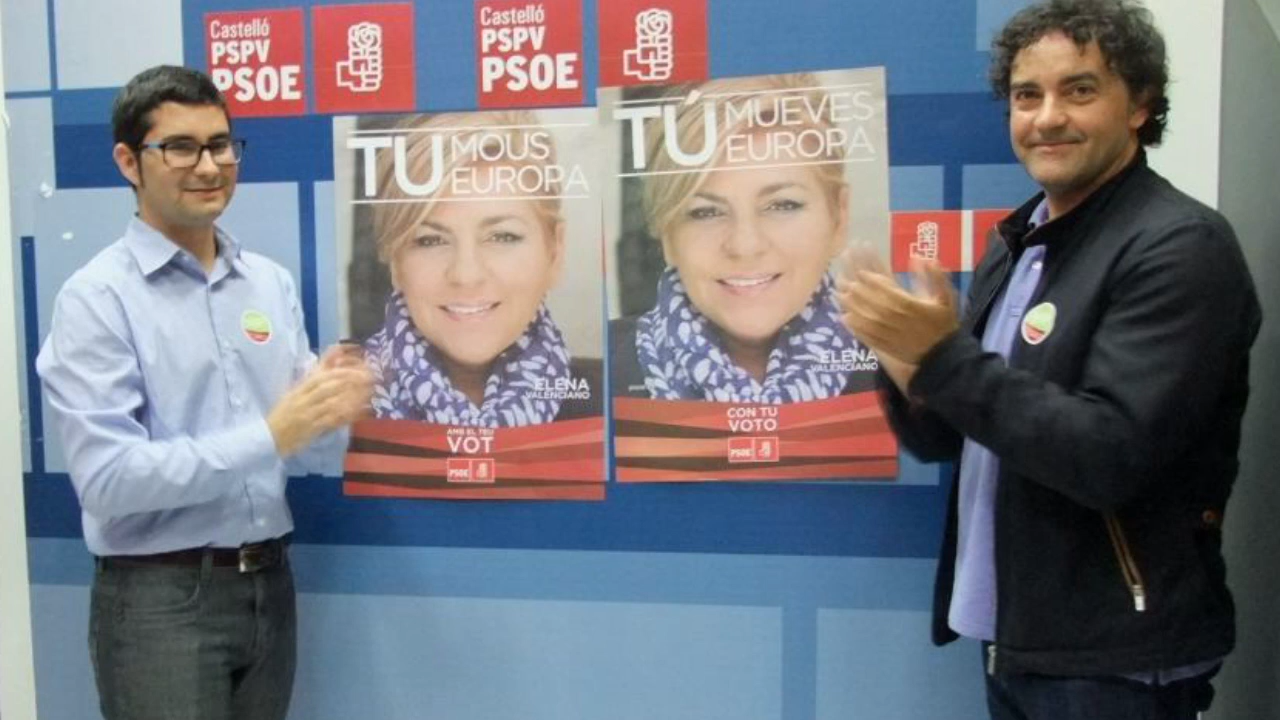 Castelló
PSPV
PSOE
Castelló
PSPV
PSOE
TU MOUS
EUROPA
ELENA
VALENCIANO
AMB EL TEU
VOT
PSOE
TÚ MUEVES
EUROPA
ELENA
VALENCIANO
CON TU
VOTO
PSOE